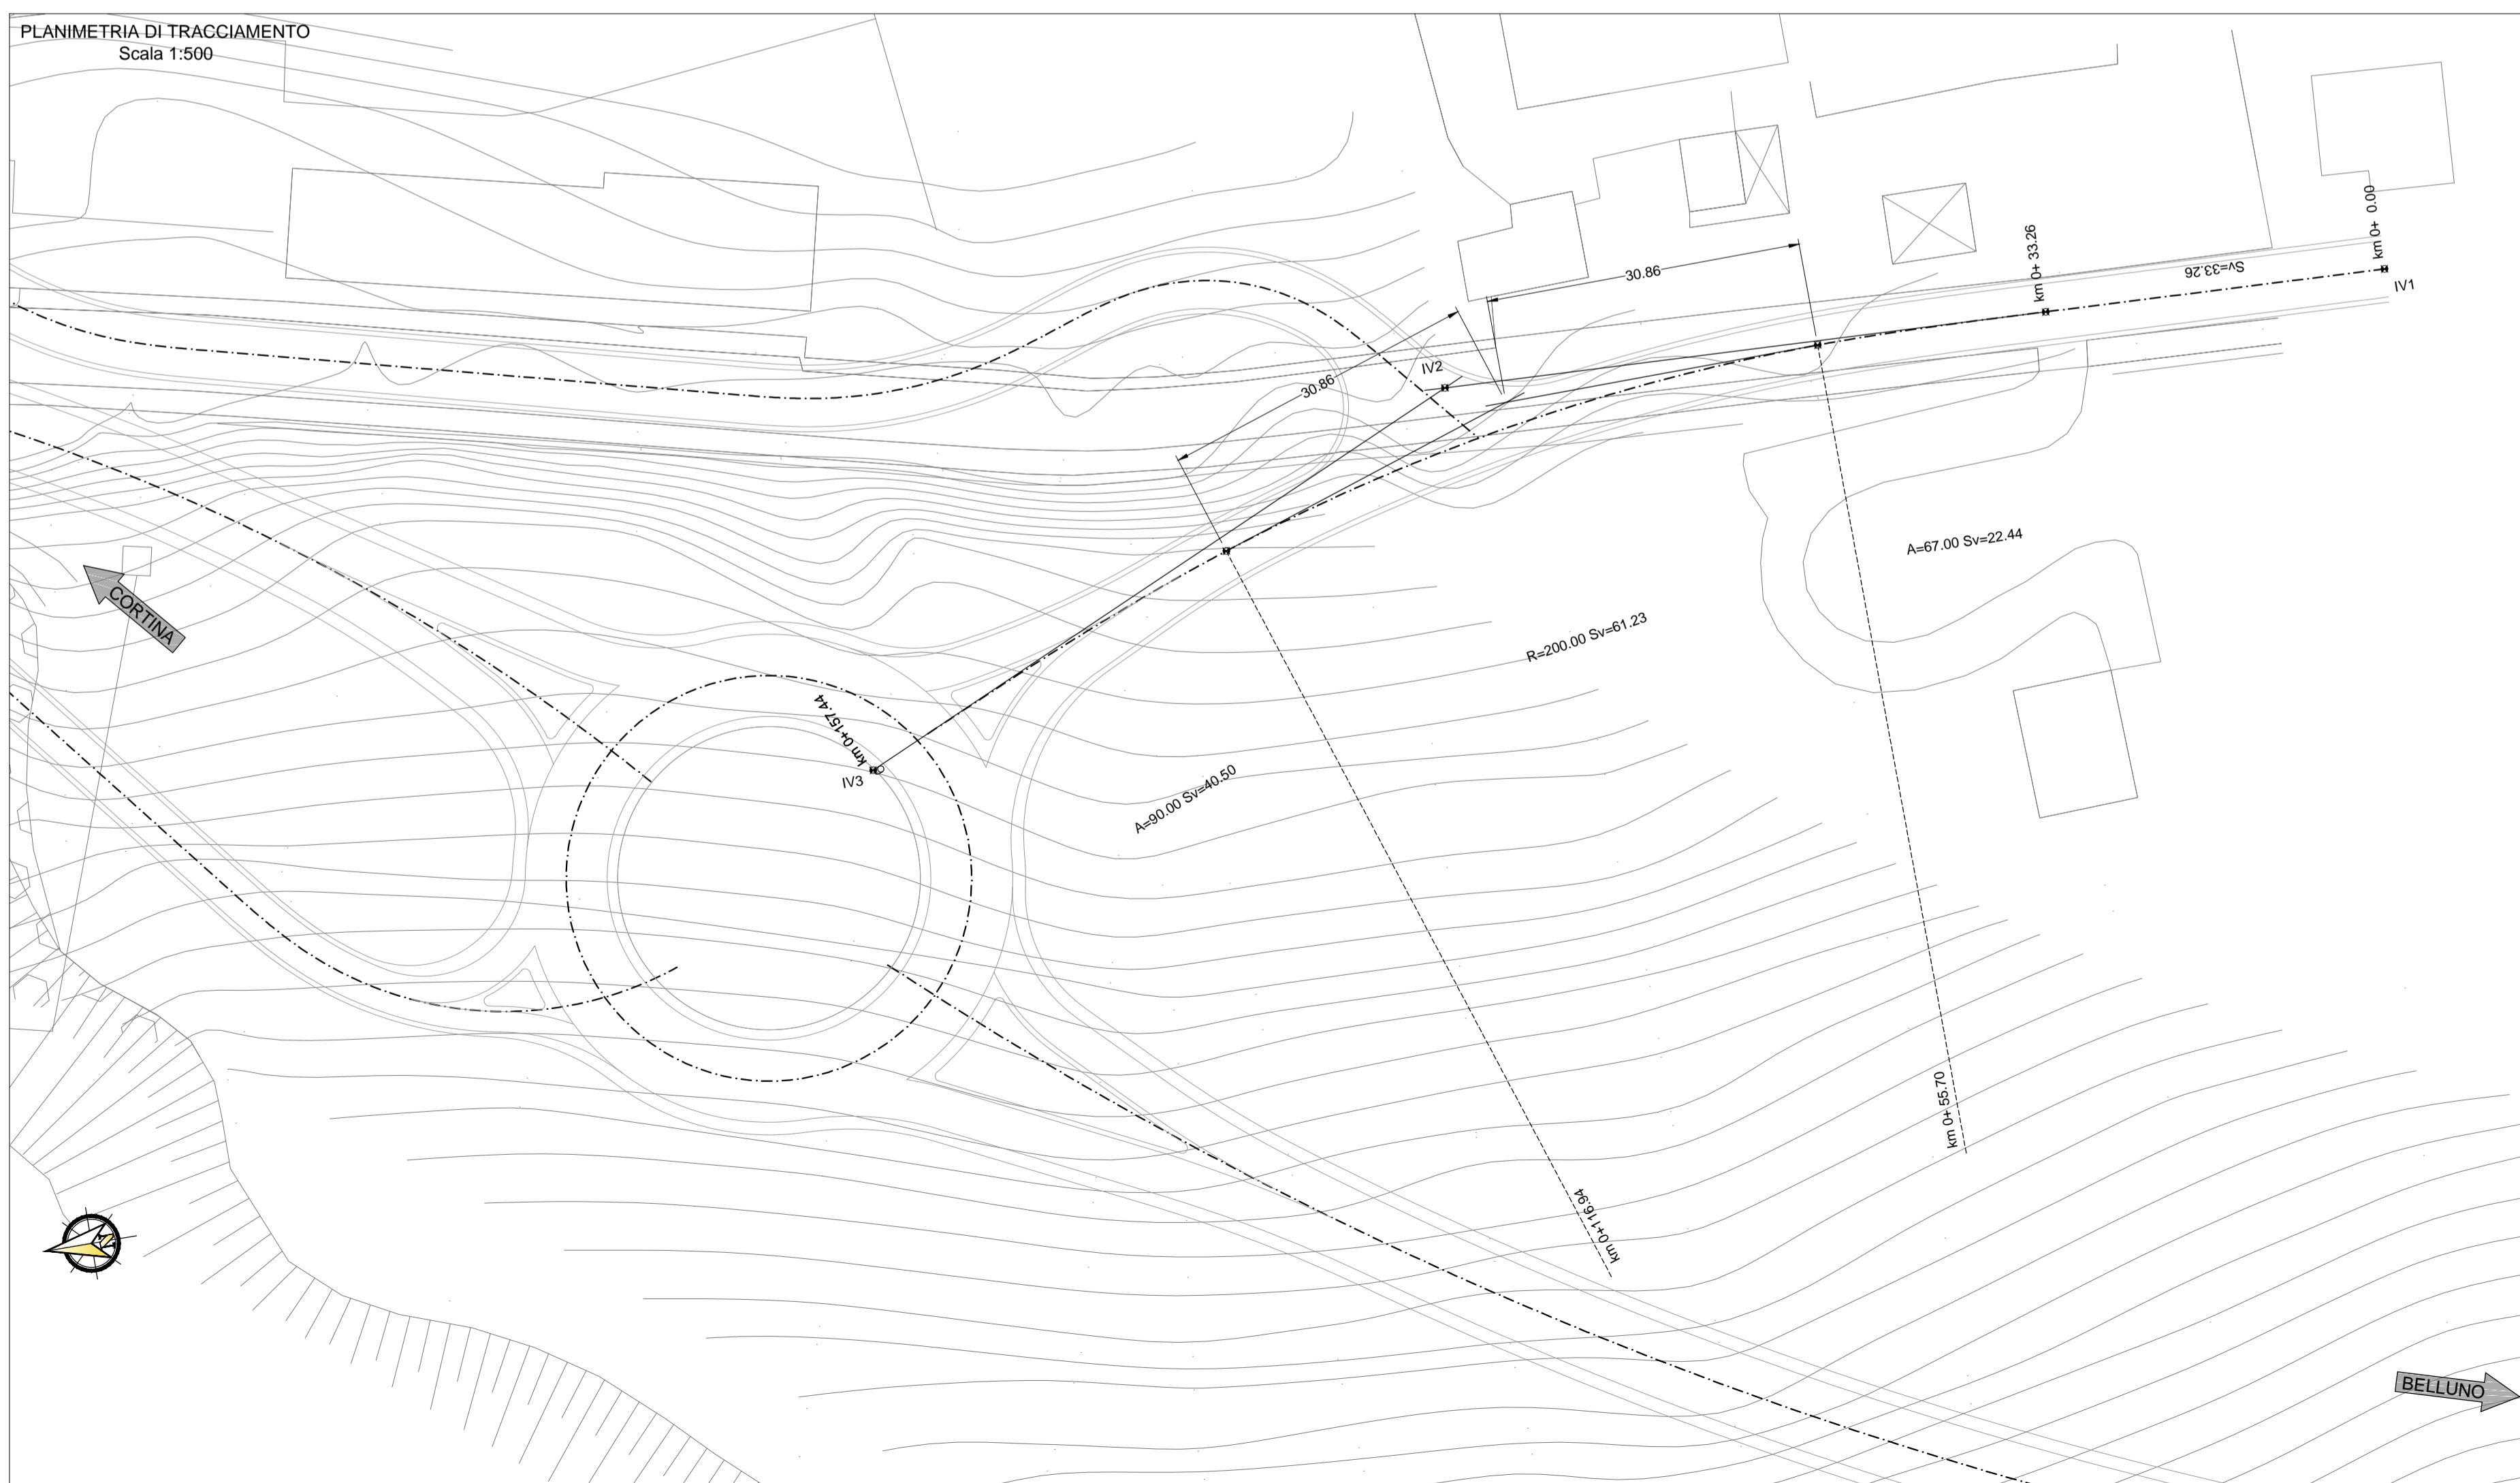 PLANIMETRIA DI TRACCIAMENTO
Scala 1:500
km 0+ 0.00
km 0+ 33.26
30.86
Sv=33.26
IV1
IV2
30.86
A=67.00 Sv=22.44
CORTINA
R=200.00 Sv=61.23
km 0+157.44
IV3
A=90.00 Sv=40.50
km 0+ 55.70
km 0+116.94
BELLUNO